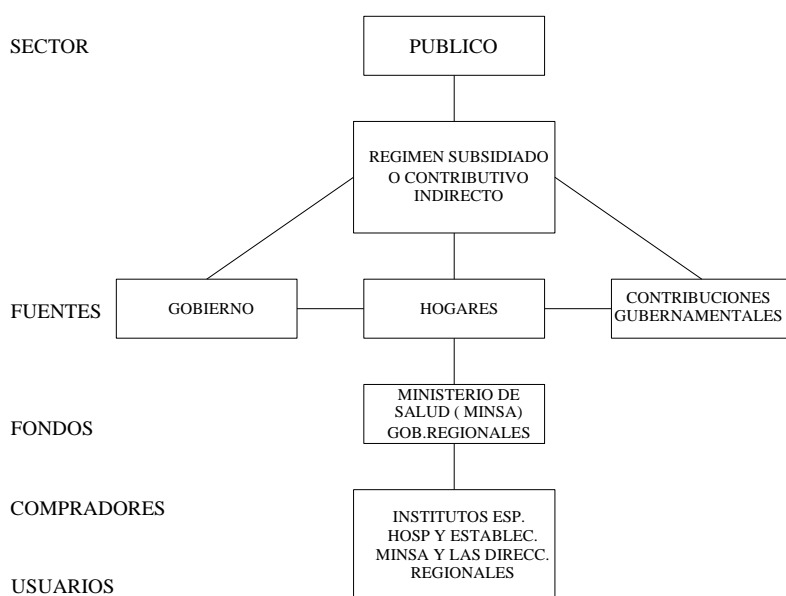 SECTOR
PUBLICO
REGIMEN SUBSIDIADO
O CONTRIBUTIVO
INDIRECTO
FUENTES
GOBIERNO
HOGARES
CONTRIBUCIONES
GUBERNAMENTALES
FONDOS
MINISTERIO DE
SALUD ( MINSA)
GOB.REGIONALES
COMPRADORES
INSTITUTOS ESP.
HOSP Y ESTABLEC.
MINSA Y LAS DIRECC.
REGIONALES
USUARIOS